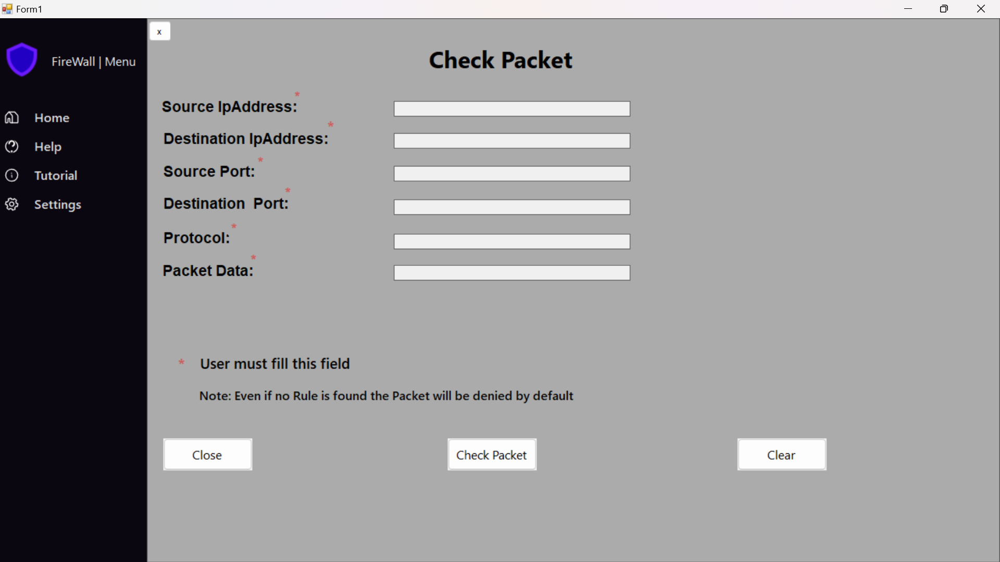 Form1
x
FireWall | Menu
Check Packet
Home
Help
Tutorial
Settings
Source IpAddress:*
Destination IpAddress:*
Source Port:*
Destination  Port:*
Protocol:*
Packet Data:*
* User must fill this field
Note: Even if no Rule is found the Packet will be denied by default
Close
Check Packet
Clear